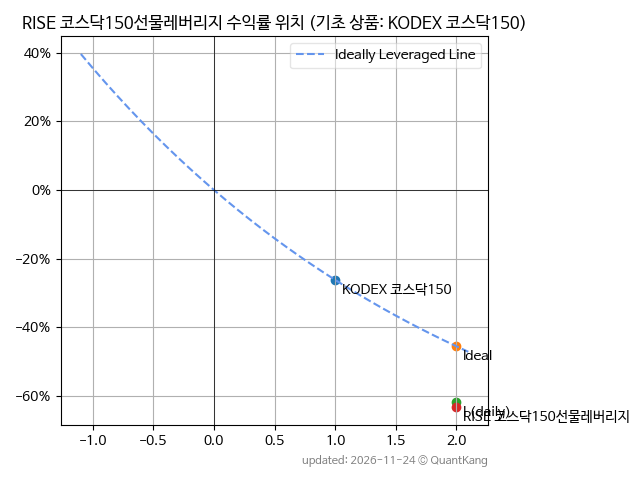 RISE 코스닥150선물레버리지 수익률 위치 (기초 상품: KODEX 코스닥150)
Ideally Leveraged Line
40%
20%
0%
−20%
−40%
−60%
KODEX 코스닥150
Ideal
(daily)
RISE 코스닥150선물레버리지
−1.0
−0.5
0.0
0.5
1.0
1.5
2.0
updated: 2026-11-24 © QuantKang